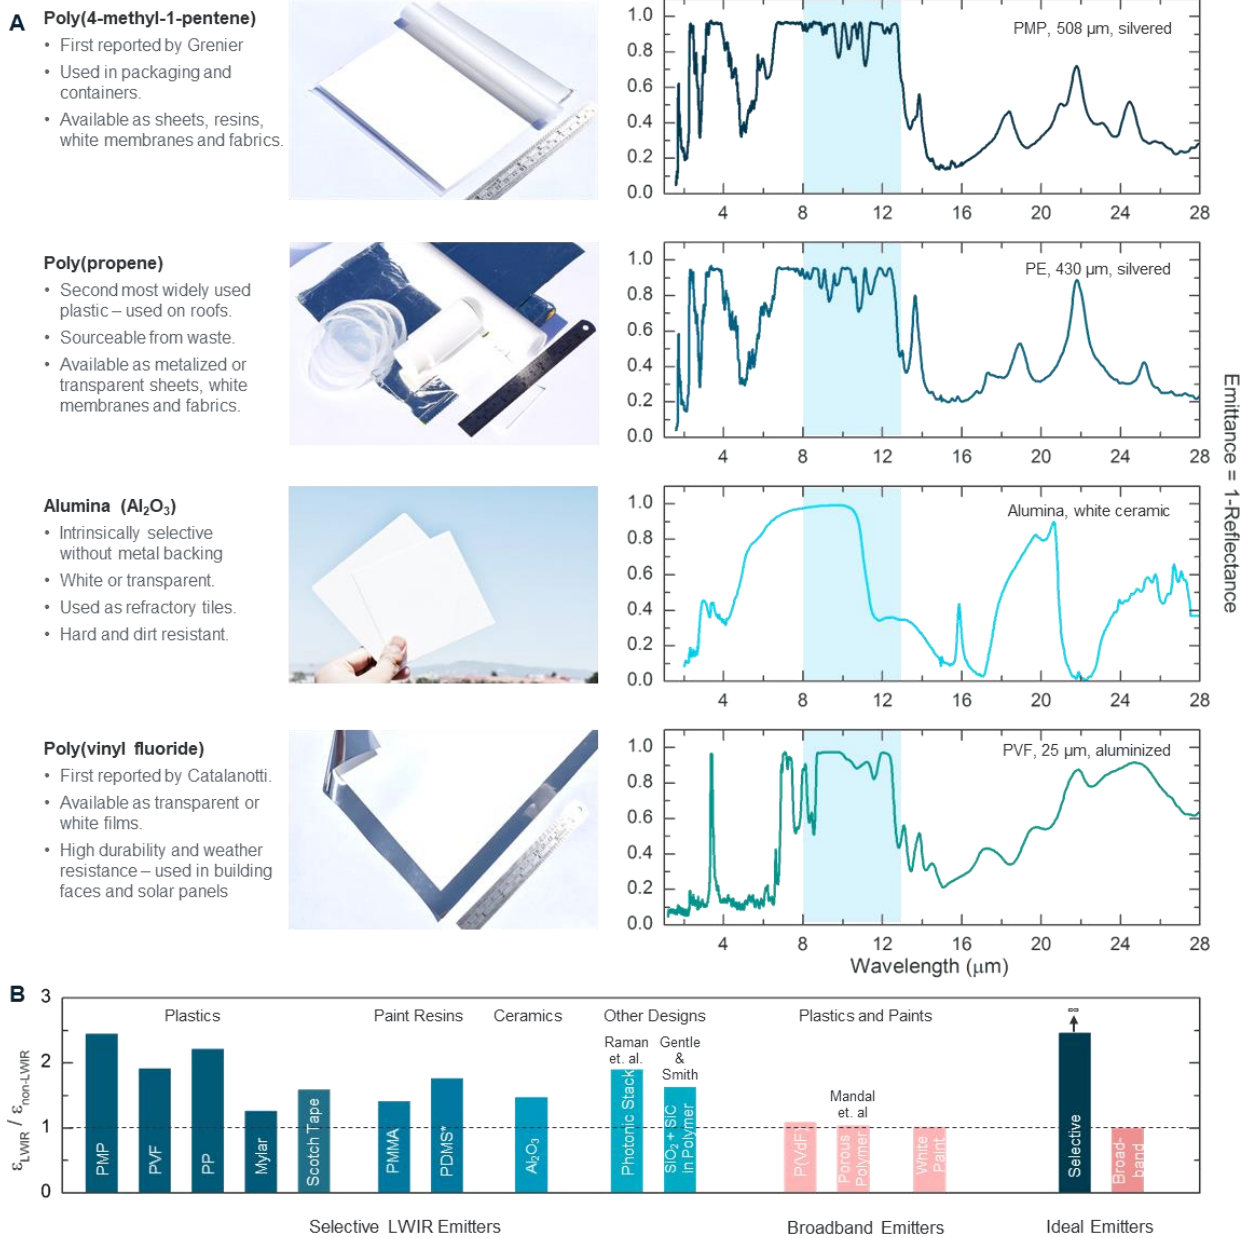 A
Poly(4-methyl-1-pentene)
• First reported by Grenier
• Used in packaging and
containers.
• Available as sheets, resins,
white membranes and fabrics.
PMP, 508 μm, silvered
1.0
0.8
0.6
0.4
0.2
0.0
4 8 12 16 20 24 28
Poly(propene)
• Second most widely used
plastic – used on roofs.
• Sourceable from waste.
• Available as metalized or
transparent sheets, white
membranes and fabrics.
PE, 430 μm, silvered
1.0
0.8
0.6
0.4
0.2
0.0
4 8 12 16 20 24 28
Alumina (Al₂O₃)
• Intrinsically selective
without metal backing
• White or transparent.
• Used as refractory tiles.
• Hard and dirt resistant.
Alumina, white ceramic
1.0
0.8
0.6
0.4
0.2
0.0
4 8 12 16 20 24 28
Poly(vinyl fluoride)
• First reported by Catalanotti.
• Available as transparent or
white films.
• High durability and weather
resistance – used in building
faces and solar panels
PVF, 25 μm, aluminized
1.0
0.8
0.6
0.4
0.2
0.0
4 8 12 16 20 24 28
Wavelength (μm)
Emittance = 1-Reflectance
B
ε_LWIR / ε_non-LWIR
3
2
1
0
Plastics
Paint Resins
Ceramics
Other Designs
Plastics and Paints
Raman
et. al.
Gentle
&
Smith
Mandal
et. al
∞
PMP
PVF
PP
Mylar
Scotch Tape
PMMA
PDMS*
Al₂O₃
Photonic Stack
SiO₂ + SiC
in Polymer
P(VdF)
Porous
Polymer
White
Paint
Selective
Broad-
band
Selective LWIR Emitters
Broadband Emitters
Ideal Emitters